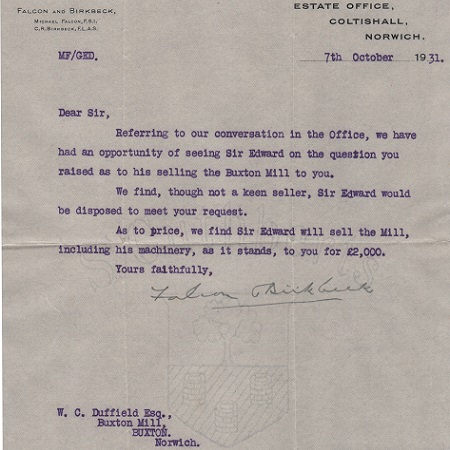 FALCON AND BIRKBECK,
MICHAEL FALCON, F.S.I.
C.H. BIRKBECK, F.L.A.S.
ESTATE OFFICE,
COLTISHALL,
NORWICH.
MF/GED.
7th October 1931.
Dear Sir,
Referring to our conversation in the Office, we have
had an opportunity of seeing Sir Edward on the question you
raised as to his selling the Buxton Mill to you.
We find, though not a keen seller, Sir Edward would
be disposed to meet your request.
As to price, we find Sir Edward will sell the Mill,
including his machinery, as it stands, to you for £2,000.
Yours faithfully,
Falcon & Birkbeck
W. C. Duffield Esq.,
Buxton Mill,
BUXTON.
Norwich.